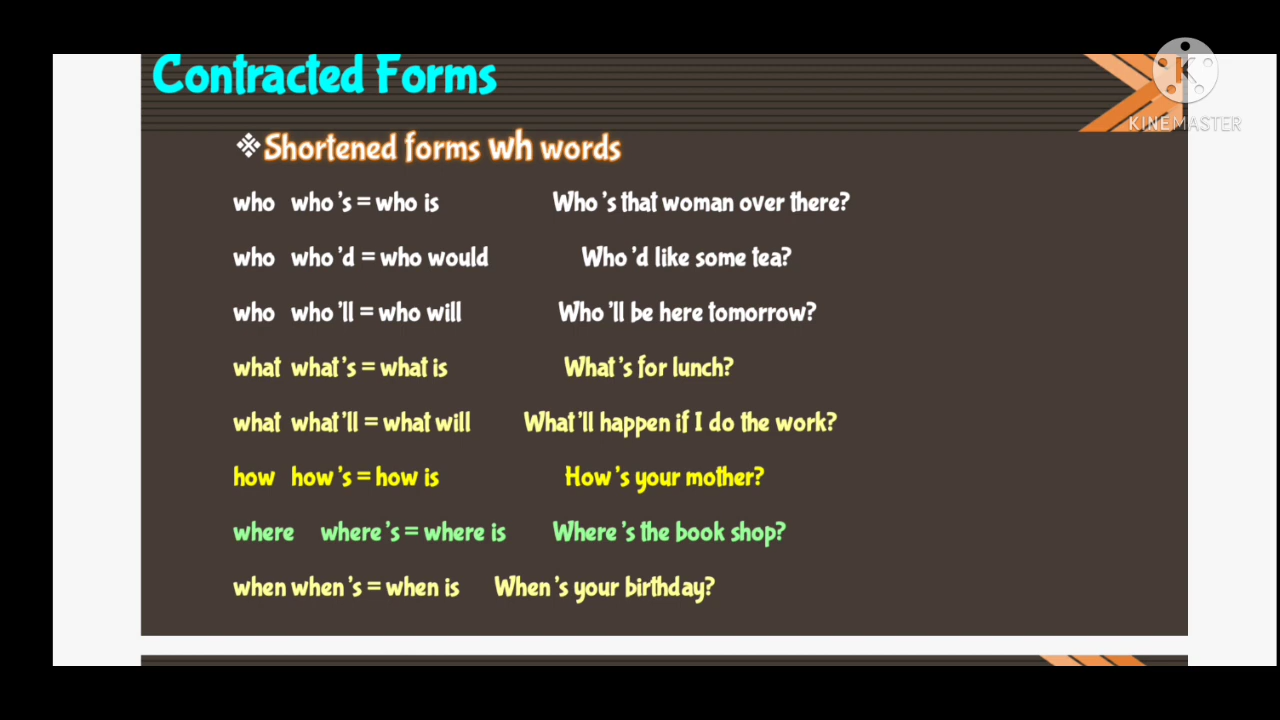 Contracted Forms
KINEMASTER
❖Shortened forms wh words
who who's = who is Who's that woman over there?
who who'd = who would Who'd like some tea?
who who'll = who will Who'll be here tomorrow?
what what's = what is What's for lunch?
what what'll = what will What'll happen if I do the work?
how how's = how is How's your mother?
where where's = where is Where's the book shop?
when when's = when is When's your birthday?